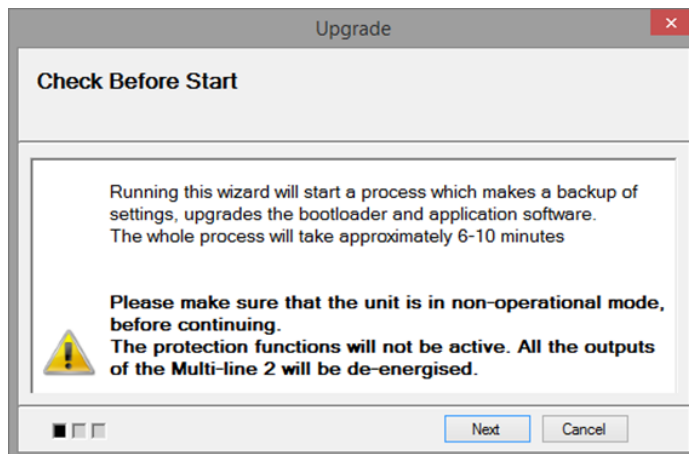 Upgrade
Check Before Start
Running this wizard will start a process which makes a backup of
settings, upgrades the bootloader and application software.
The whole process will take approximately 6-10 minutes
Please make sure that the unit is in non-operational mode,
before continuing.
The protection functions will not be active. All the outputs
of the Multi-line 2 will be de-energised.
Next
Cancel